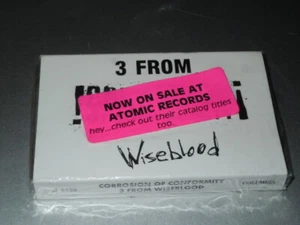 3 FROM
NOW ON SALE AT
ATOMIC RECORDS
hey...check out their catalog titles
too.
Wiseblood
CORROSION OF CONFORMITY
3 FROM WISEBLOOD